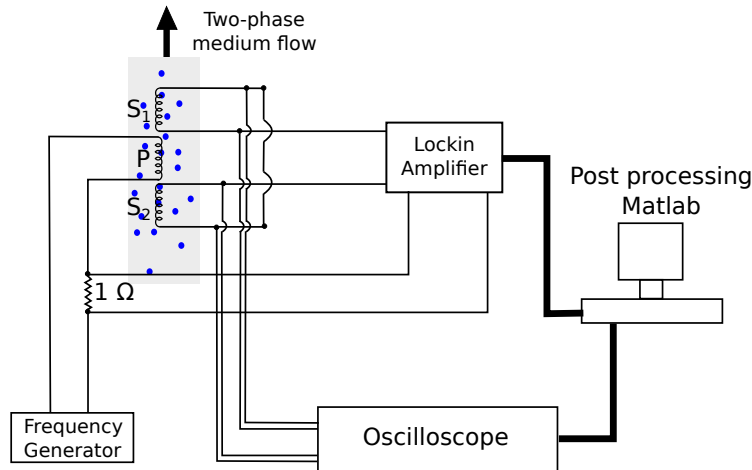 Two-phase
medium flow
S1
P
S2
Lockin
Amplifier
Post processing
Matlab
1 Ω
Frequency
Generator
Oscilloscope